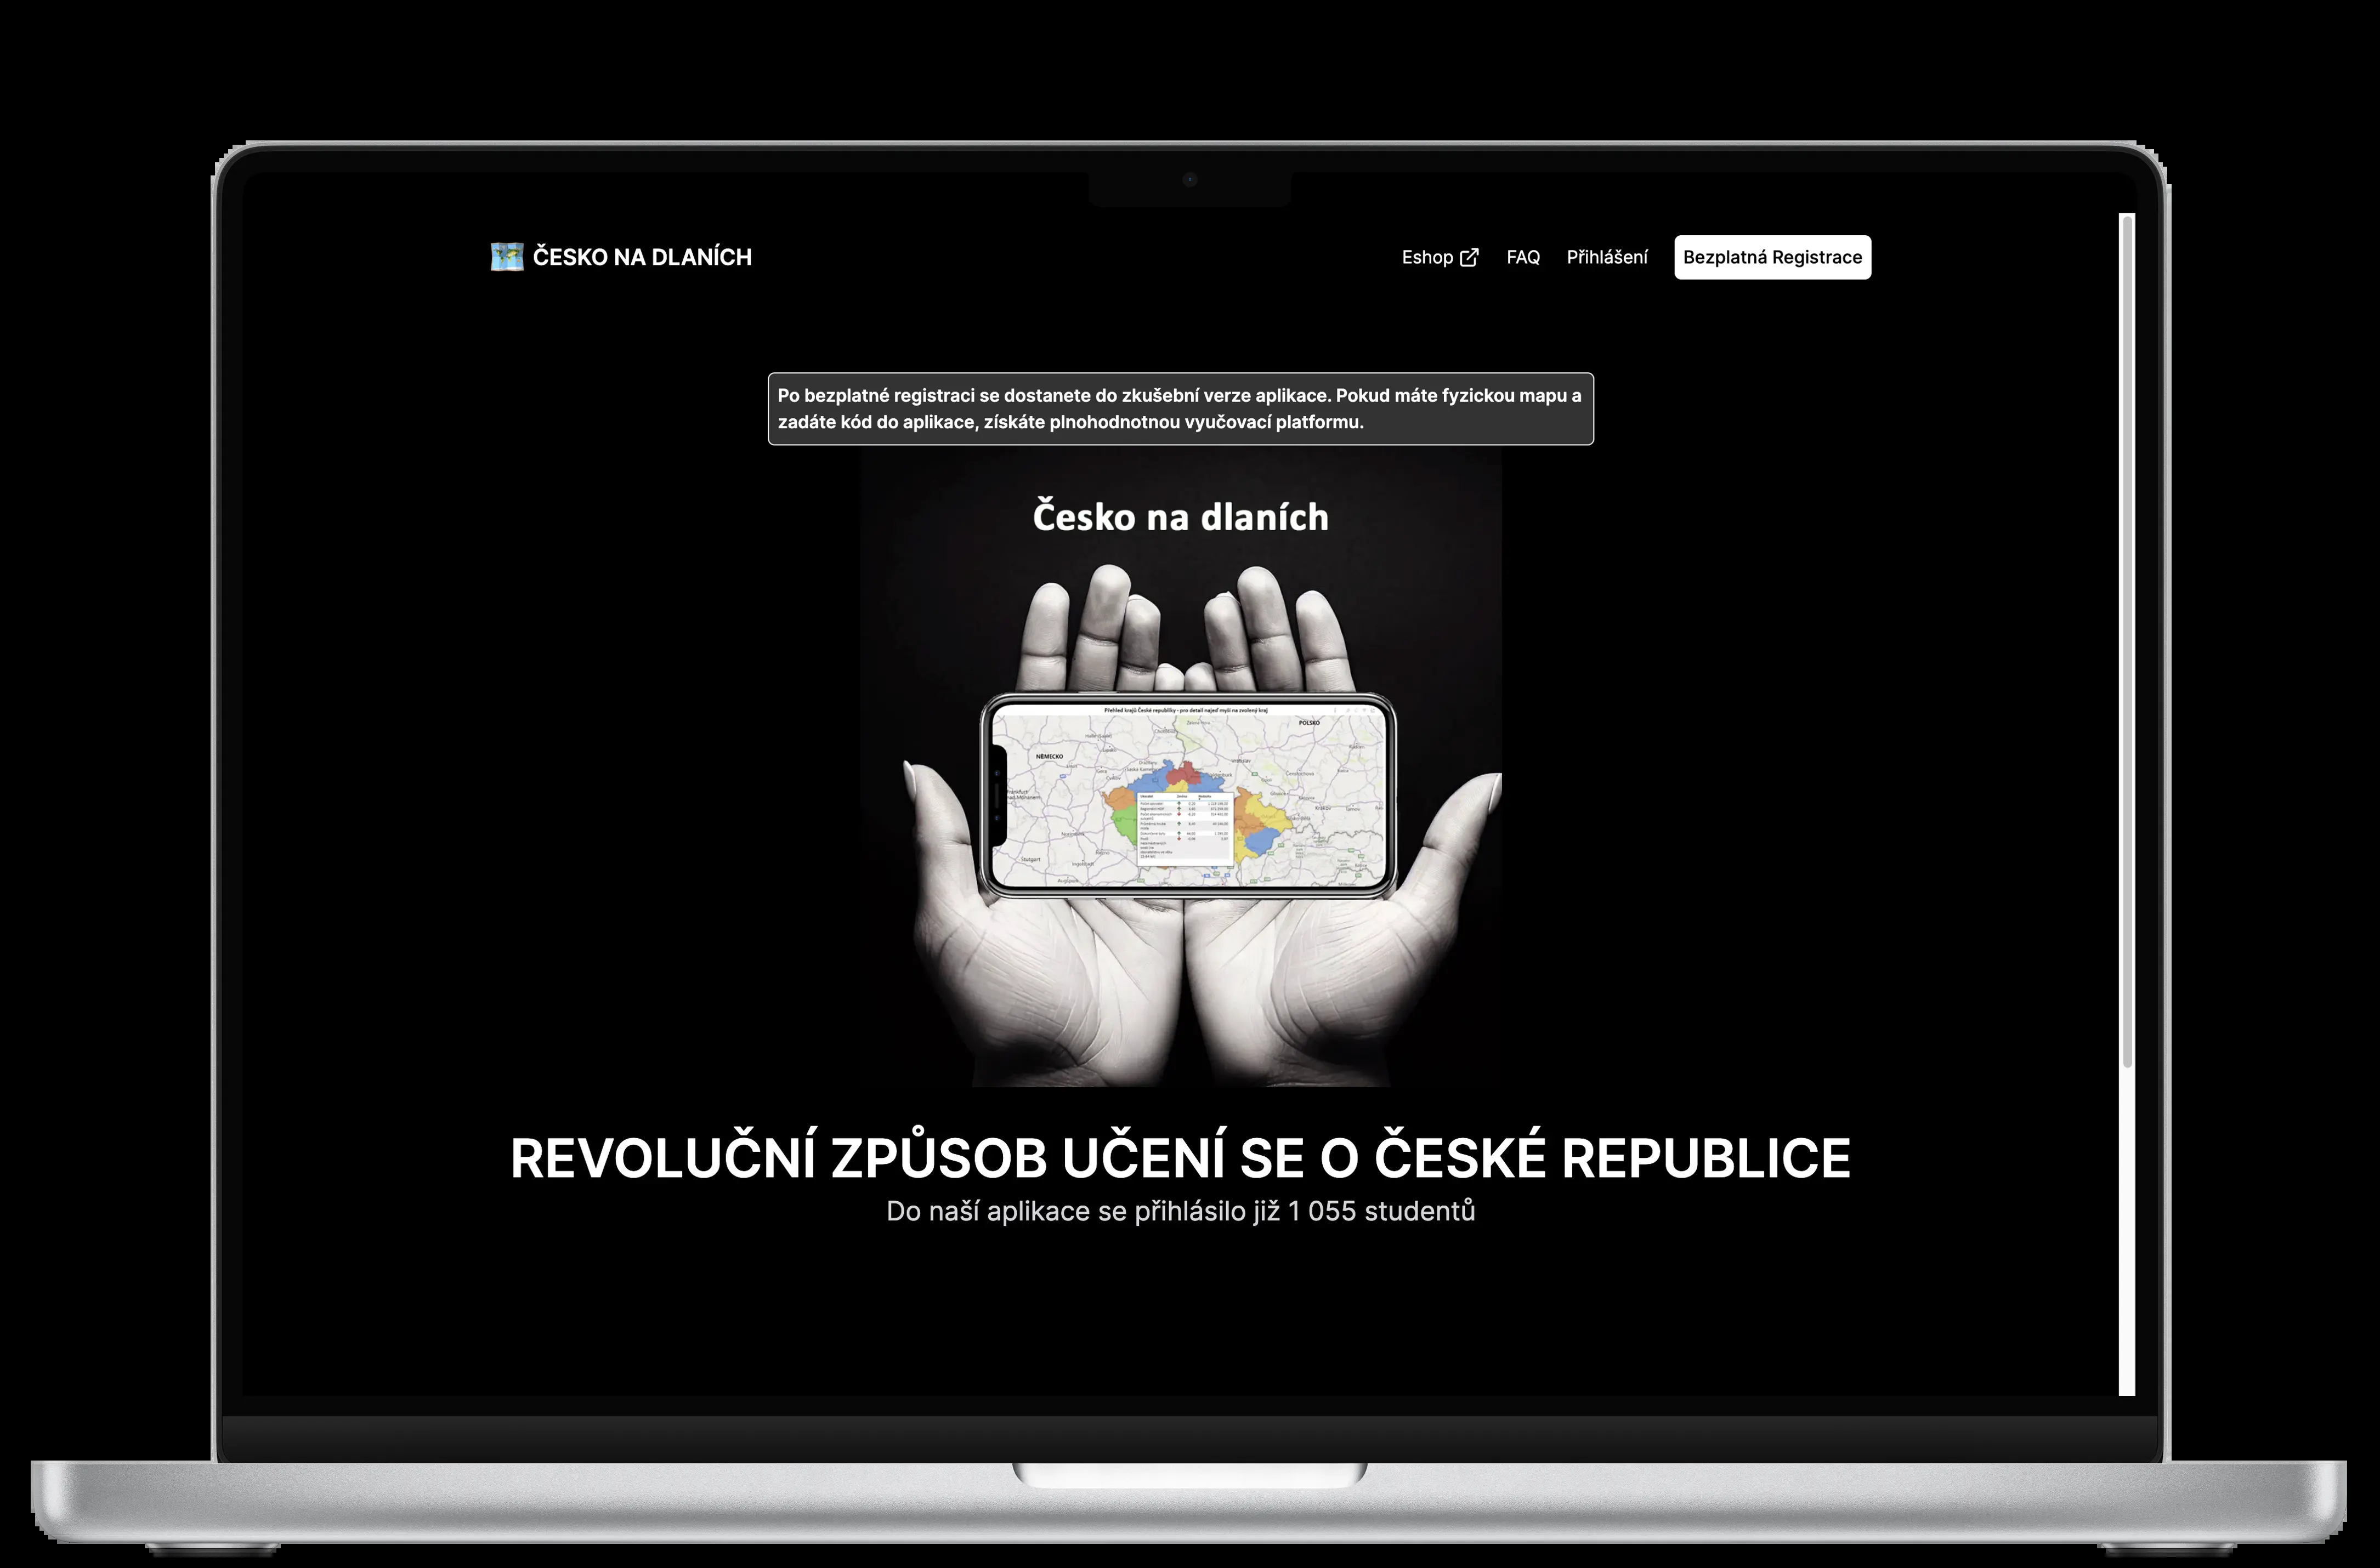 ČESKO NA DLANÍCH
Eshop
FAQ
Přihlášení
Bezplatná Registrace
Po bezplatné registraci se dostanete do zkušební verze aplikace. Pokud máte fyzickou mapu a
zadáte kód do aplikace, získáte plnohodnotnou vyučovací platformu.
Česko na dlaních
Přehled krajů České republiky - pro detail najeď myší na zvolený kraj
POLSKO
NĚMECKO
Stuttgart
REVOLUČNÍ ZPŮSOB UČENÍ SE O ČESKÉ REPUBLICE
Do naší aplikace se přihlásilo již 1 055 studentů